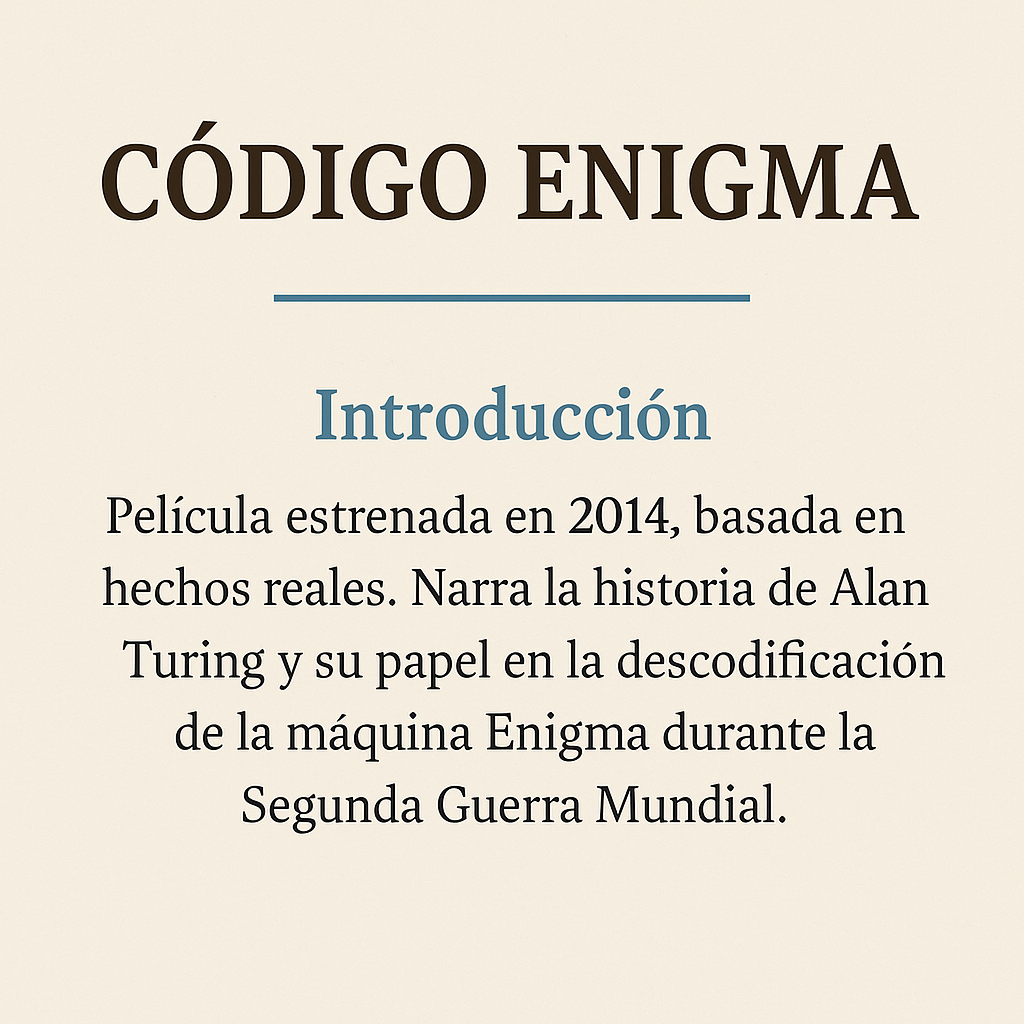 CÓDIGO ENIGMA
Introducción
Película estrenada en 2014, basada en
hechos reales. Narra la historia de Alan
Turing y su papel en la descodificación
de la máquina Enigma durante la
Segunda Guerra Mundial.